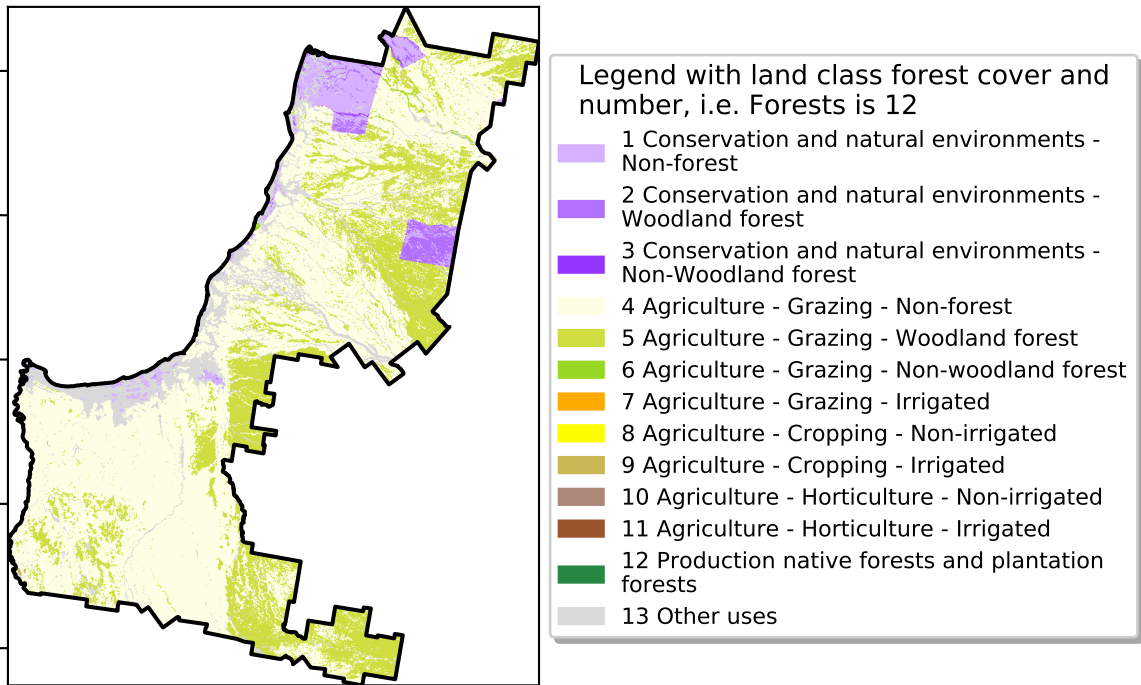 Legend with land class forest cover and
number, i.e. Forests is 12
1 Conservation and natural environments -
Non-forest
2 Conservation and natural environments -
Woodland forest
3 Conservation and natural environments -
Non-Woodland forest
4 Agriculture - Grazing - Non-forest
5 Agriculture - Grazing - Woodland forest
6 Agriculture - Grazing - Non-woodland forest
7 Agriculture - Grazing - Irrigated
8 Agriculture - Cropping - Non-irrigated
9 Agriculture - Cropping - Irrigated
10 Agriculture - Horticulture - Non-irrigated
11 Agriculture - Horticulture - Irrigated
12 Production native forests and plantation
forests
13 Other uses